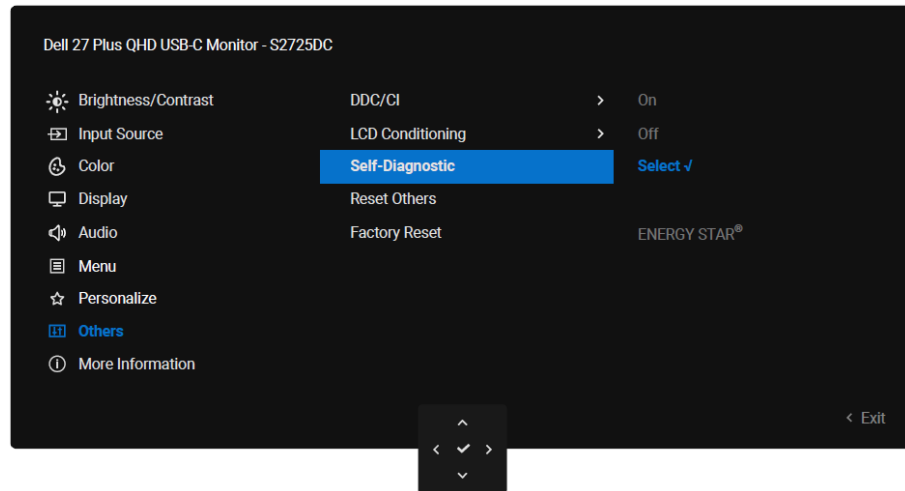 Dell 27 Plus QHD USB-C Monitor - S2725DC
Brightness/Contrast
Input Source
Color
Display
Audio
Menu
Personalize
Others
More Information
DDC/CI >
LCD Conditioning >
Self-Diagnostic
Reset Others
Factory Reset
On
Off
Select √
ENERGY STAR®
< Exit